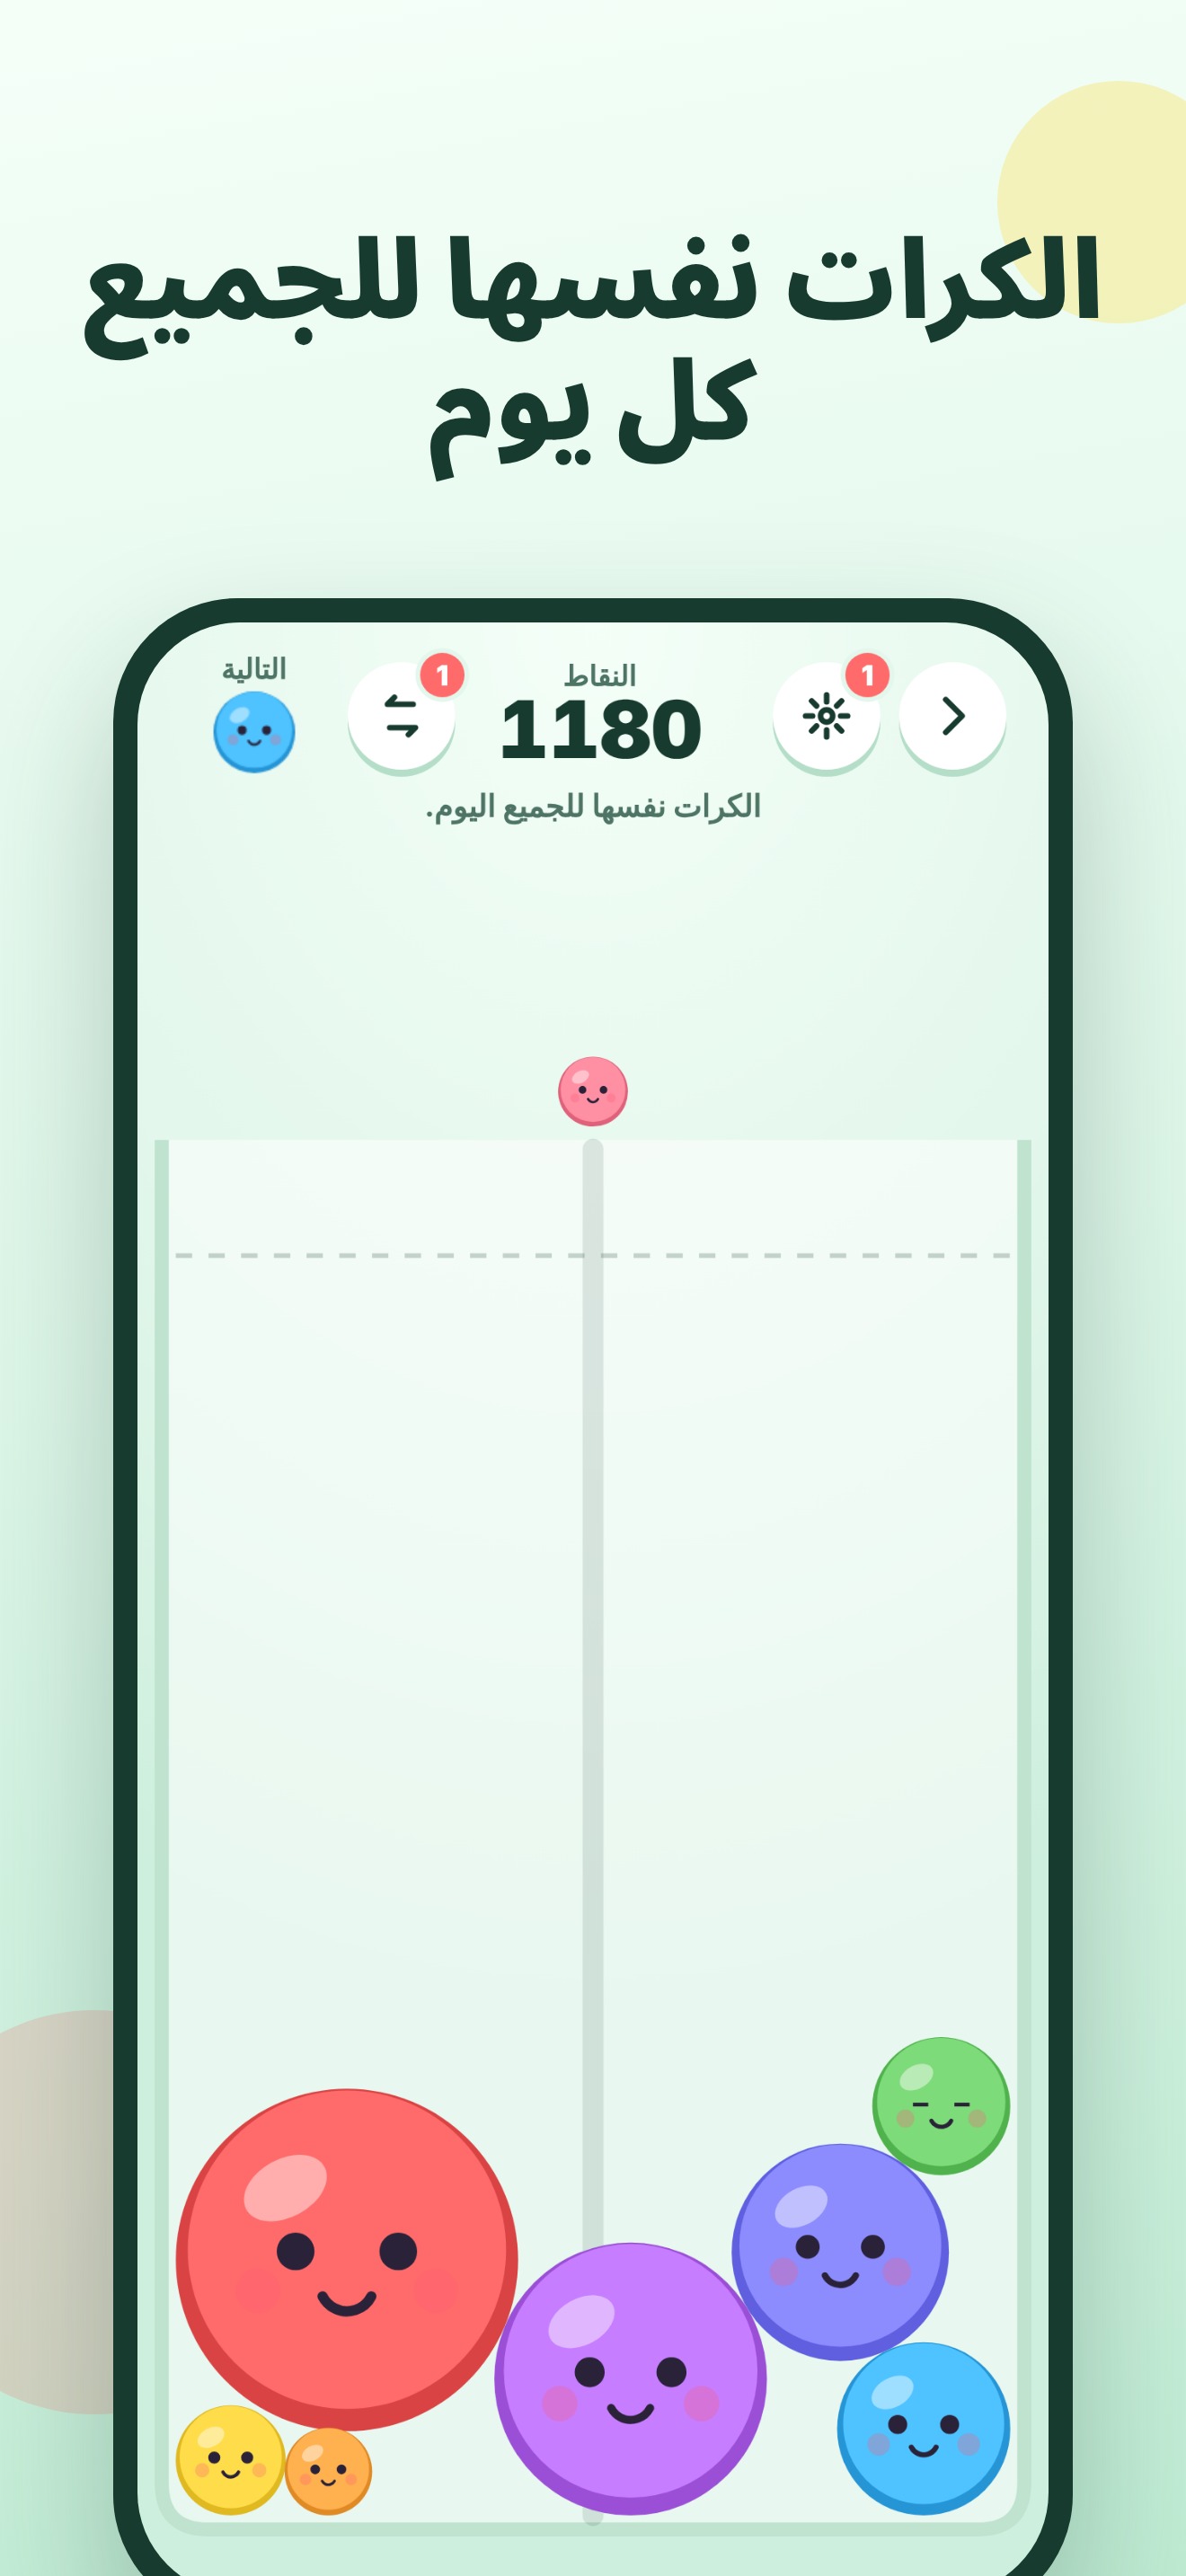 الكرات نفسها للجميع
كل يوم
1
1
النقاط
1180
التالية
الكرات نفسها للجميع اليوم.